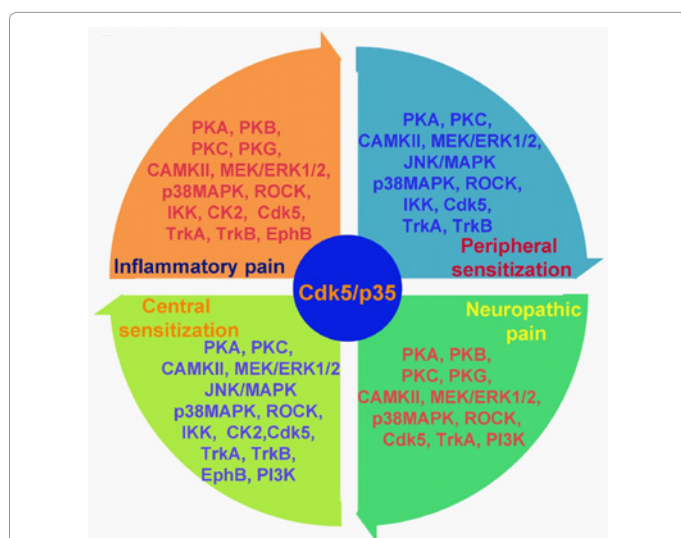 PKA, PKB,
PKC, PKG,
CAMKII, MEK/ERK1/2,
p38MAPK, ROCK,
IKK, CK2, Cdk5,
TrkA, TrkB, EphB
Inflammatory pain
PKA, PKC,
CAMKII, MEK/ERK1/2,
JNK/MAPK
p38MAPK, ROCK,
IKK, Cdk5,
TrkA, TrkB
Peripheral
sensitization
Cdk5/p35
Central
sensitization
PKA, PKC,
CAMKII, MEK/ERK1/2
JNK/MAPK
p38MAPK, ROCK,
IKK, CK2,Cdk5,
TrkA, TrkB,
EphB, PI3K
Neuropathic
pain
PKA, PKB,
PKC, PKG,
CAMKII, MEK/ERK1/2,
p38MAPK, ROCK,
Cdk5, TrkA, PI3K